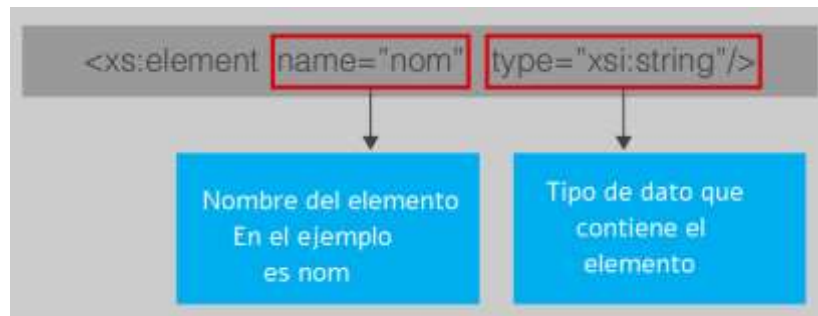 <xs:element name="nom" type="xsi:string"/>
Nombre del elemento
En el ejemplo
es nom
Tipo de dato que
contiene el
elemento